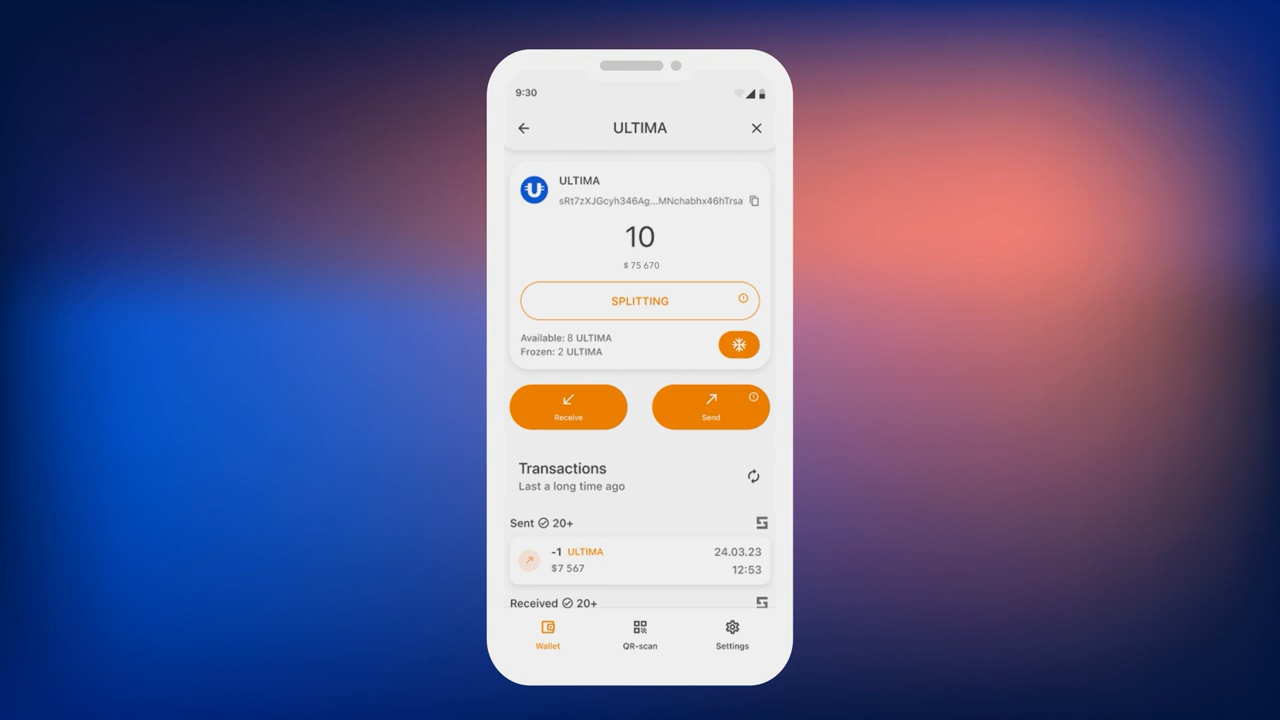 9:30
ULTIMA
ULTIMA
sRt7zXJGcyh346Ag...MNchabhx46hTrsa
10
$ 75 670
SPLITTING
Available: 8 ULTIMA
Frozen: 2 ULTIMA
Receive
Send
Transactions
Last a long time ago
Sent 20+
-1 ULTIMA 24.03.23
$7 567 12:53
Received 20+
Wallet QR-scan Settings